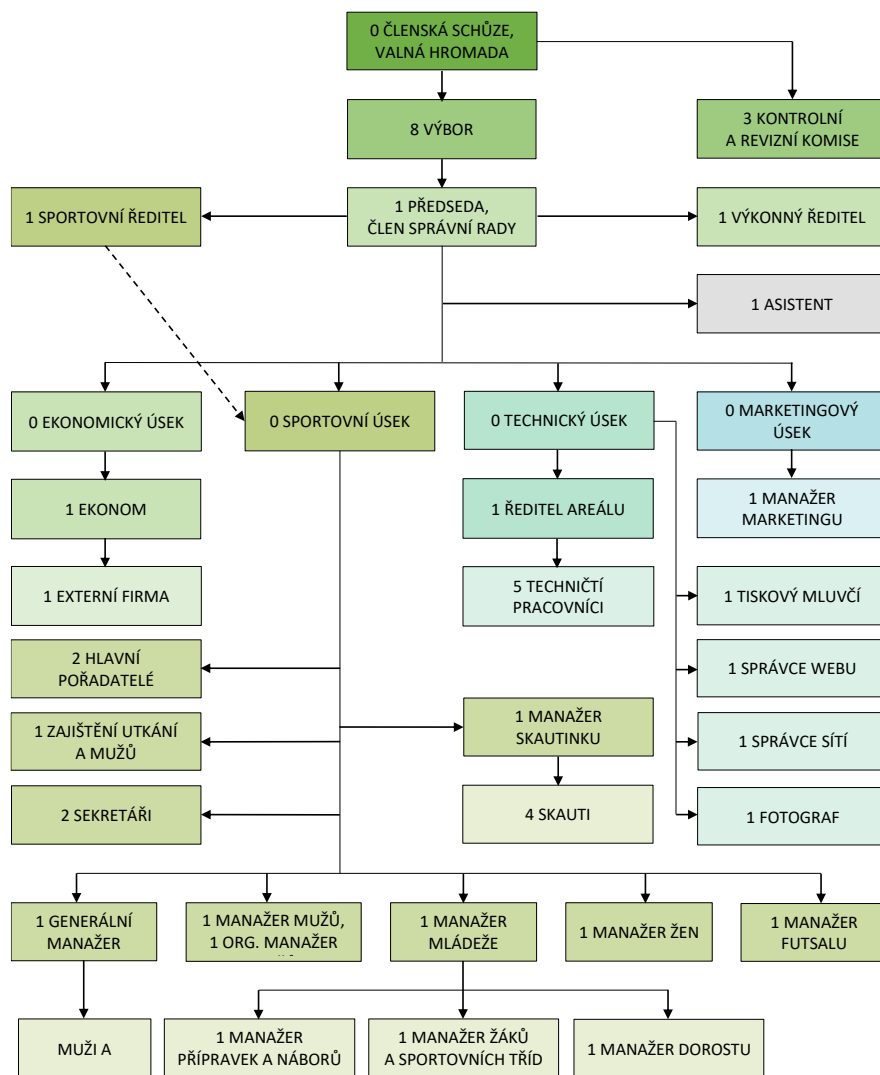 0 ČLENSKÁ SCHŮZE,
VALNÁ HROMADA
8 VÝBOR
3 KONTROLNÍ
A REVIZNÍ KOMISE
1 SPORTOVNÍ ŘEDITEL
1 PŘEDSEDA,
ČLEN SPRÁVNÍ RADY
1 VÝKONNÝ ŘEDITEL
1 ASISTENT
0 EKONOMICKÝ ÚSEK
0 SPORTOVNÍ ÚSEK
0 TECHNICKÝ ÚSEK
0 MARKETINGOVÝ
ÚSEK
1 EKONOM
1 ŘEDITEL AREÁLU
1 MANAŽER
MARKETINGU
1 EXTERNÍ FIRMA
5 TECHNIČTÍ
PRACOVNÍCI
1 TISKOVÝ MLUVČÍ
2 HLAVNÍ
POŘADATELÉ
1 SPRÁVCE WEBU
1 ZAJIŠTĚNÍ UTKÁNÍ
A MUŽŮ
1 MANAŽER
SKAUTINKU
1 SPRÁVCE SÍTÍ
2 SEKRETÁŘI
4 SKAUTI
1 FOTOGRAF
1 GENERÁLNÍ
MANAŽER
1 MANAŽER MUŽŮ,
1 ORG. MANAŽER
1 MANAŽER
MLÁDEŽE
1 MANAŽER ŽEN
1 MANAŽER
FUTSALU
MUŽI A
1 MANAŽER
PŘÍPRAVEK A NÁBORŮ
1 MANAŽER ŽÁKŮ
A SPORTOVNÍCH TŘÍD
1 MANAŽER DOROSTU